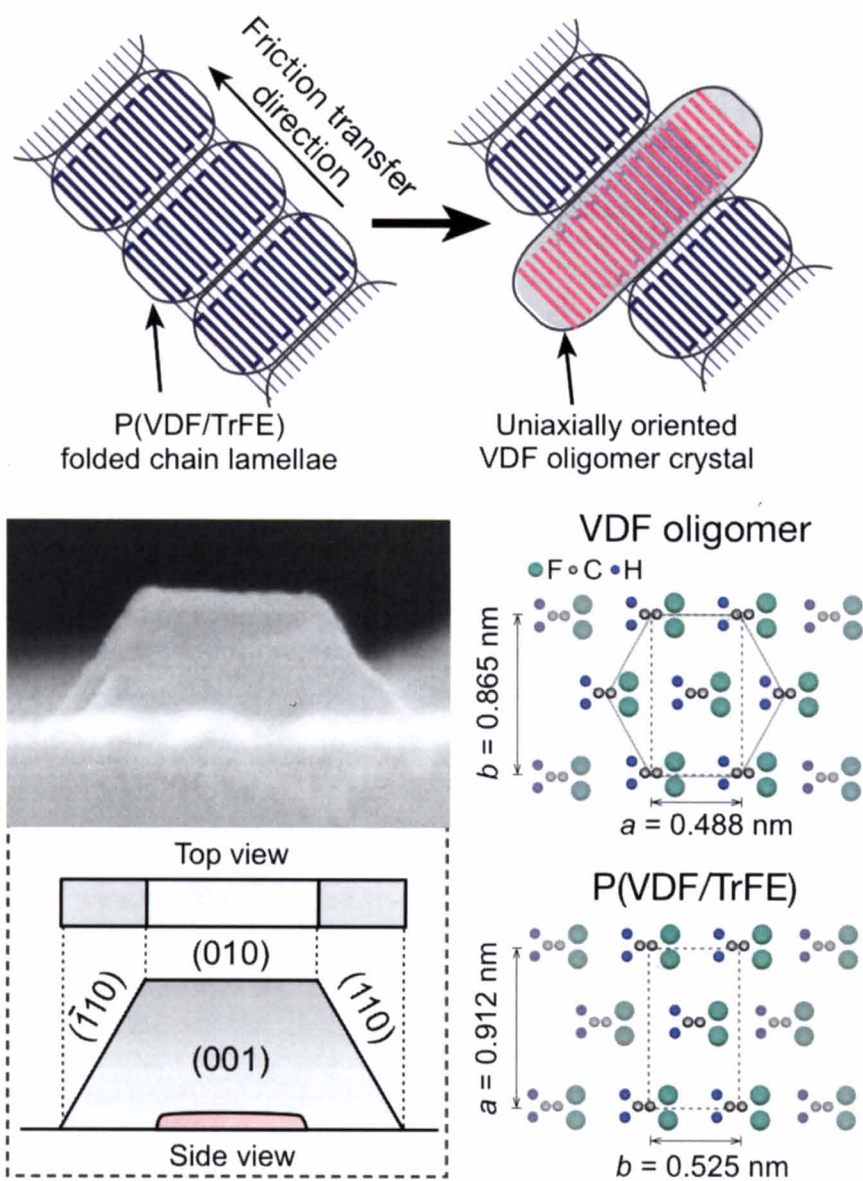 Friction transfer
direction
P(VDF/TrFE)
folded chain lamellae
Uniaxially oriented
VDF oligomer crystal
VDF oligomer
F C H
b = 0.865 nm
a = 0.488 nm
Top view
(010)
(1̅10)
(110)
(001)
Side view
P(VDF/TrFE)
a = 0.912 nm
b = 0.525 nm